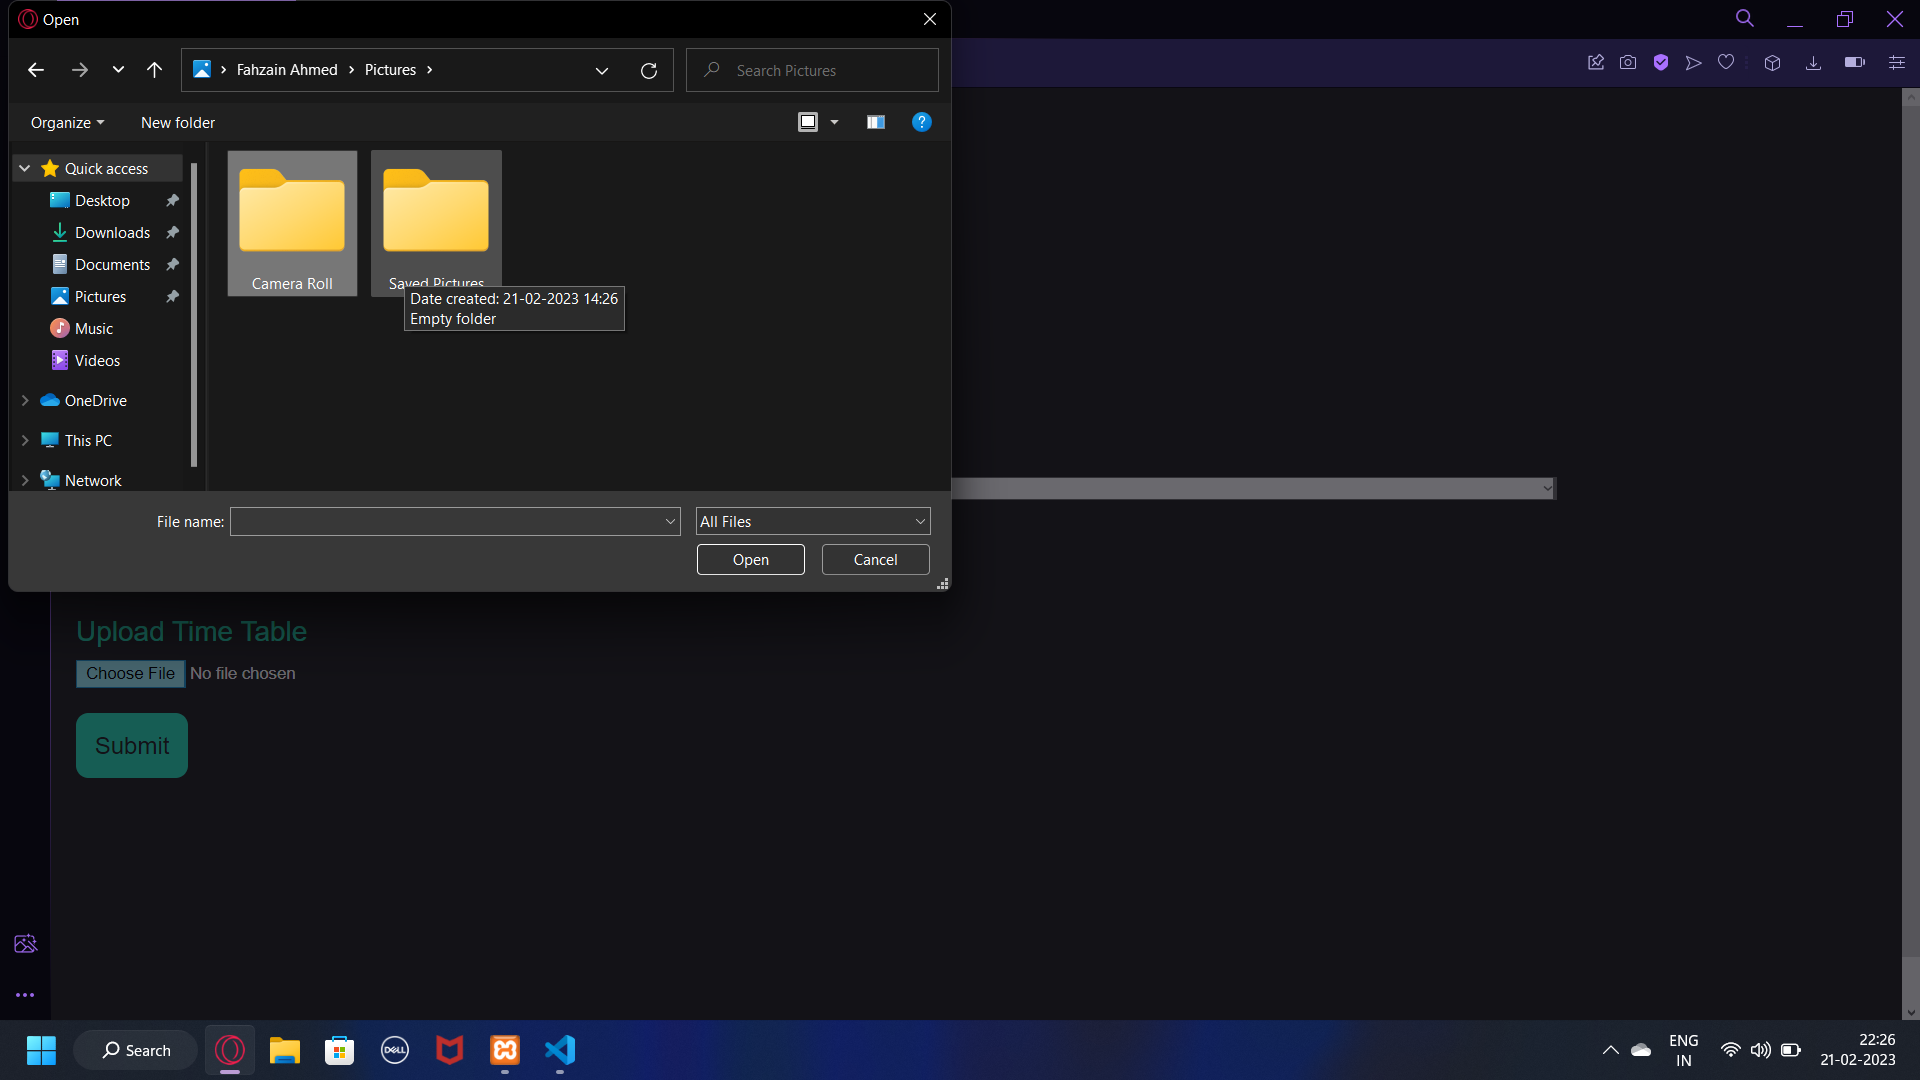 Open
Fahzain Ahmed
Pictures
Search Pictures
Organize
New folder
?
Quick access
Desktop
Downloads
Documents
Pictures
Music
Videos
OneDrive
This PC
Network
Camera Roll
Saved Pictures
Date created: 21-02-2023 14:26
Empty folder
File name:
All Files
Open
Cancel
Upload Time Table
Choose File No file chosen
Submit
Search
DELL
ENG
IN
22:26
21-02-2023